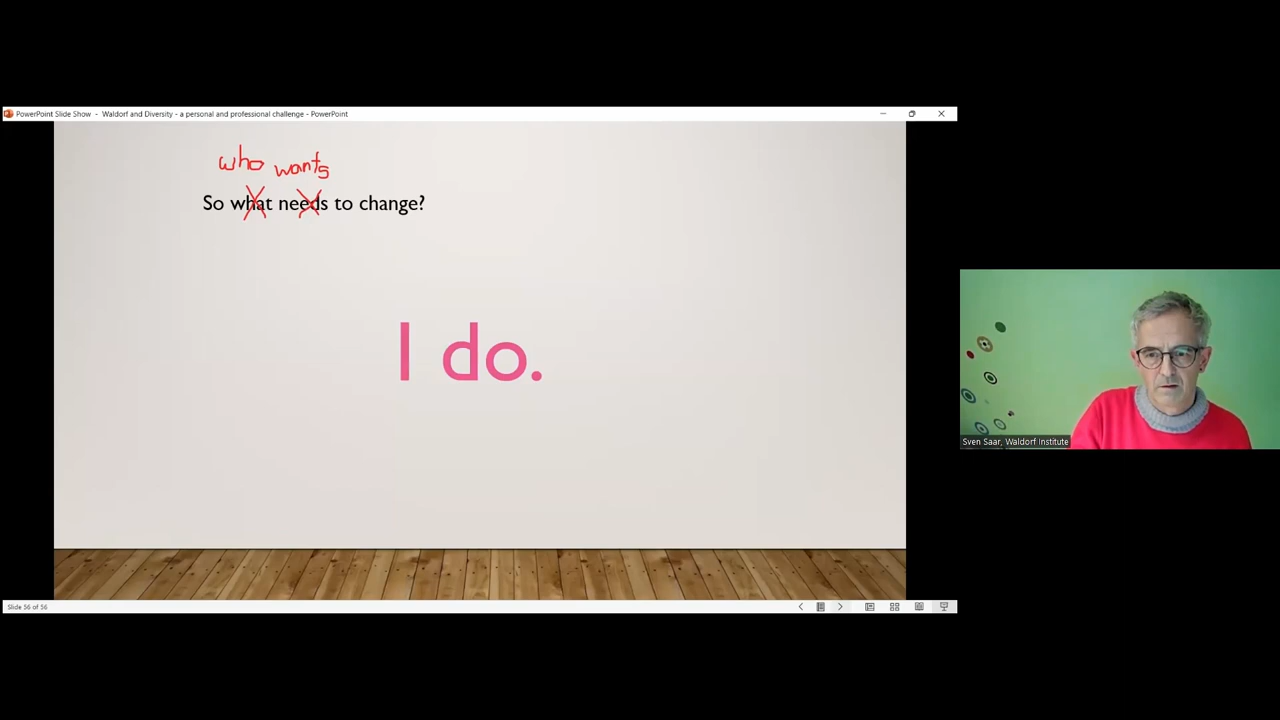 PowerPoint Slide Show - Waldorf and Diversity - a personal and professional challenge - PowerPoint
who wants
So what needs to change?
I do.
Sven Saar, Waldorf Institute
Slide 56 of 56